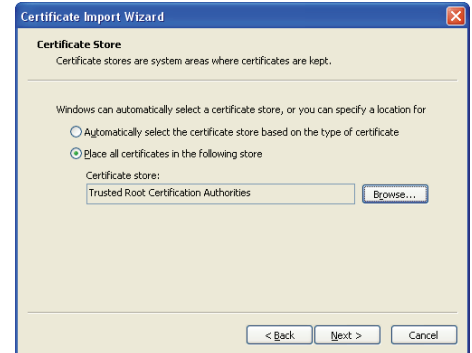 Certificate Import Wizard
Certificate Store
Certificate stores are system areas where certificates are kept.
Windows can automatically select a certificate store, or you can specify a location for
Automatically select the certificate store based on the type of certificate
Place all certificates in the following store
Certificate store:
Trusted Root Certification Authorities
Browse...
< Back
Next >
Cancel